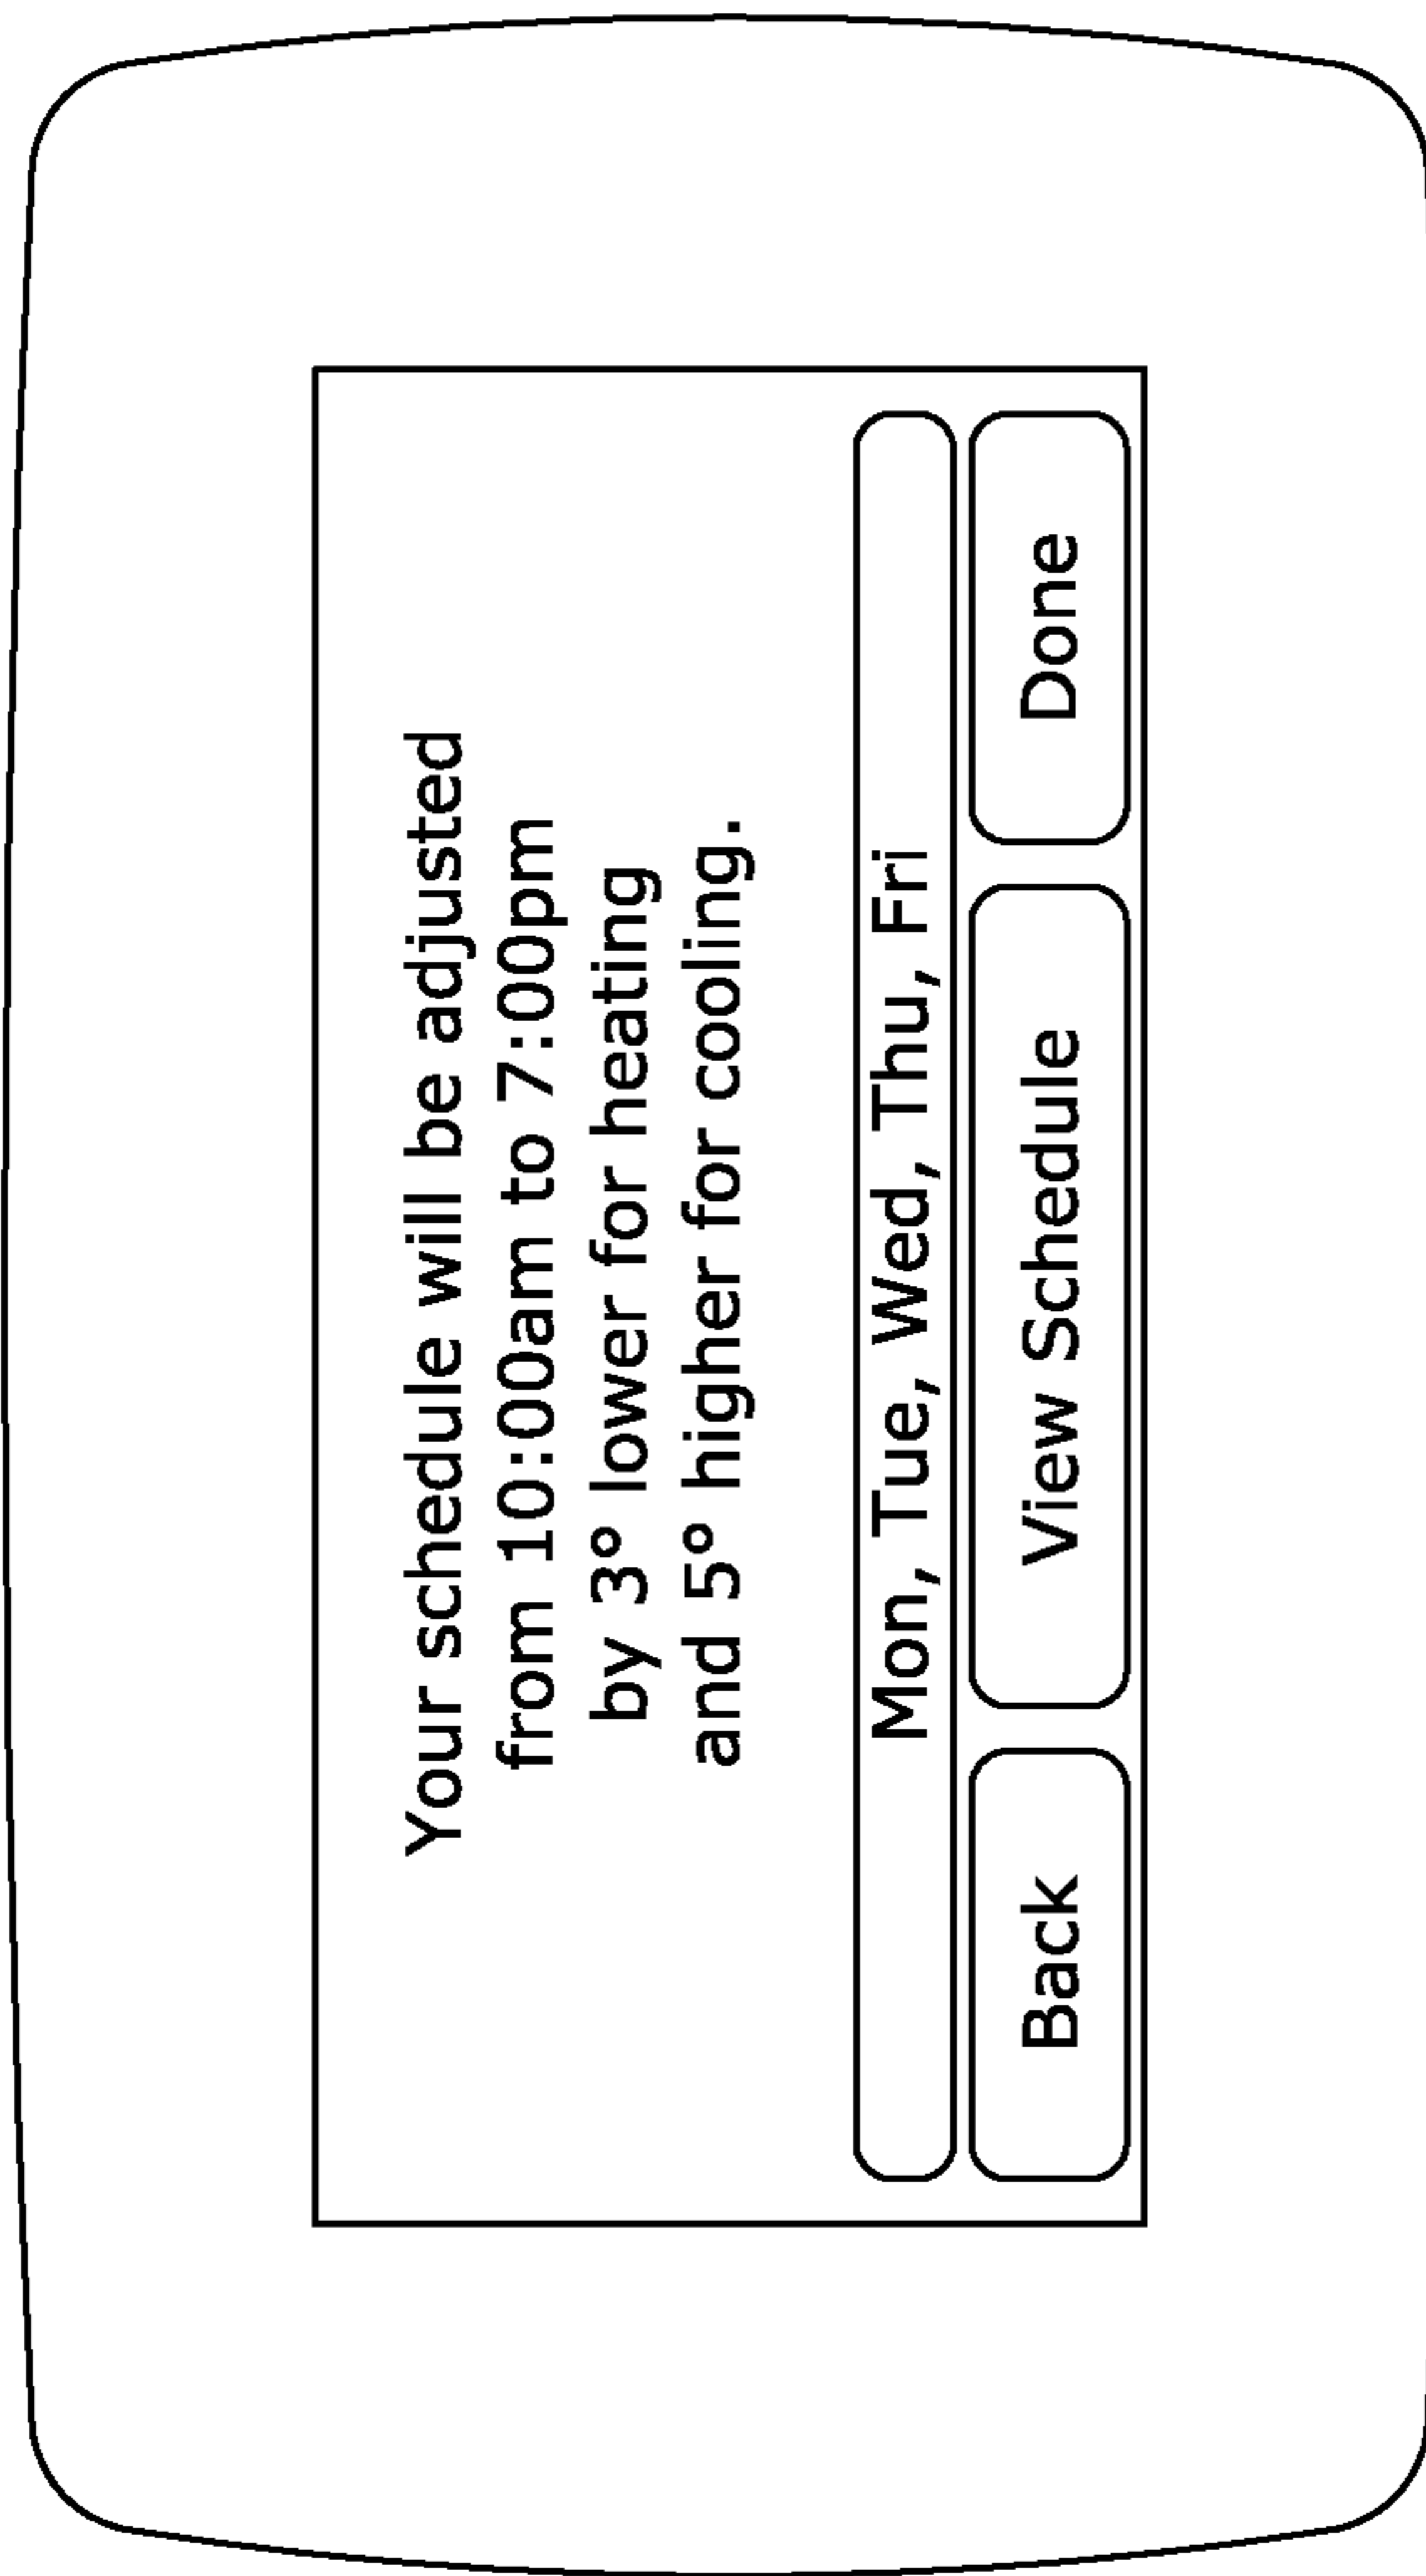 Your schedule will be adjusted
from 10:00am to 7:00pm
by 3° lower for heating
and 5° higher for cooling.
Mon, Tue, Wed, Thu, Fri
Back
View Schedule
Done